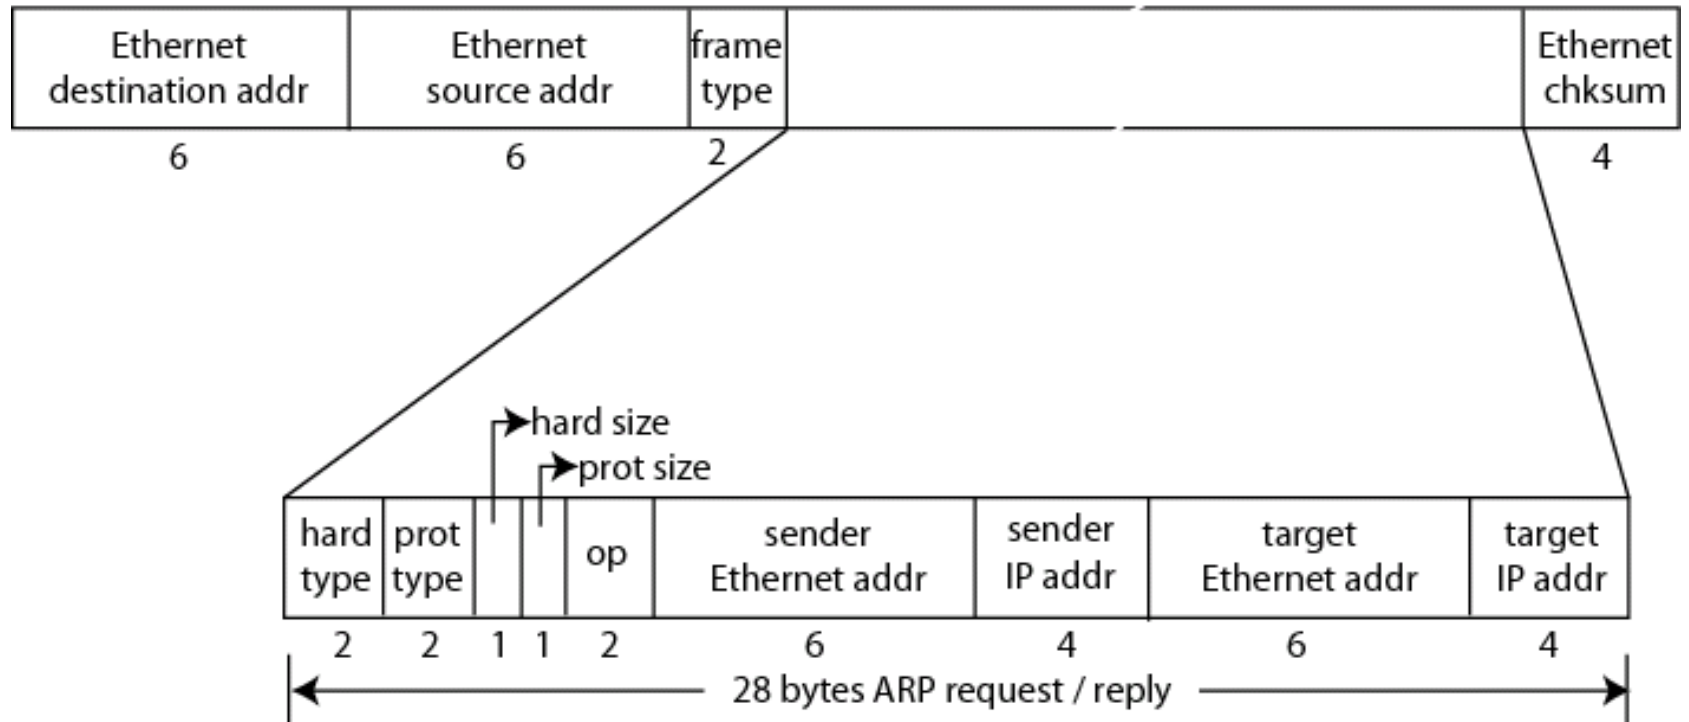 Ethernet
destination addr
Ethernet
source addr
frame
type
Ethernet
chksum
6
6
2
4
hard size
prot size
hard
type
prot
type
op
sender
Ethernet addr
sender
IP addr
target
Ethernet addr
target
IP addr
2
2
1
1
2
6
4
6
4
28 bytes ARP request / reply